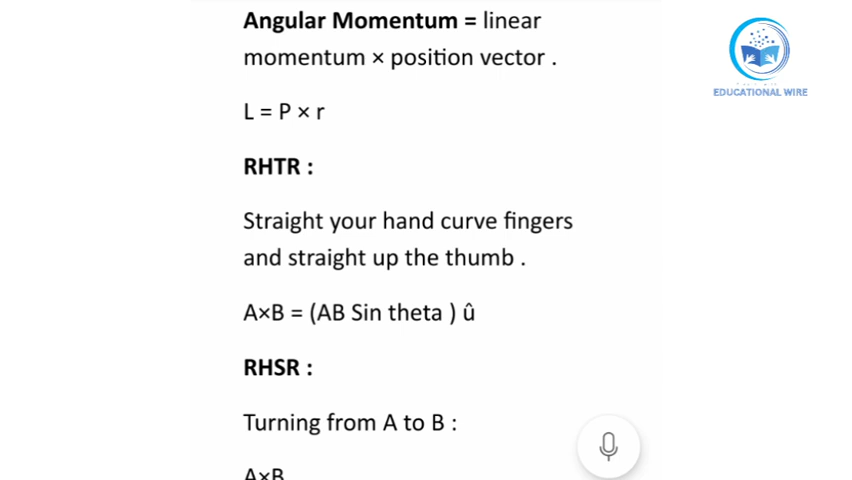 Angular Momentum = linear
momentum × position vector .
L = P × r
RHTR :
Straight your hand curve fingers
and straight up the thumb .
A×B = (AB Sin theta ) û
RHSR :
Turning from A to B :
A×B
EDUCATIONAL WIRE